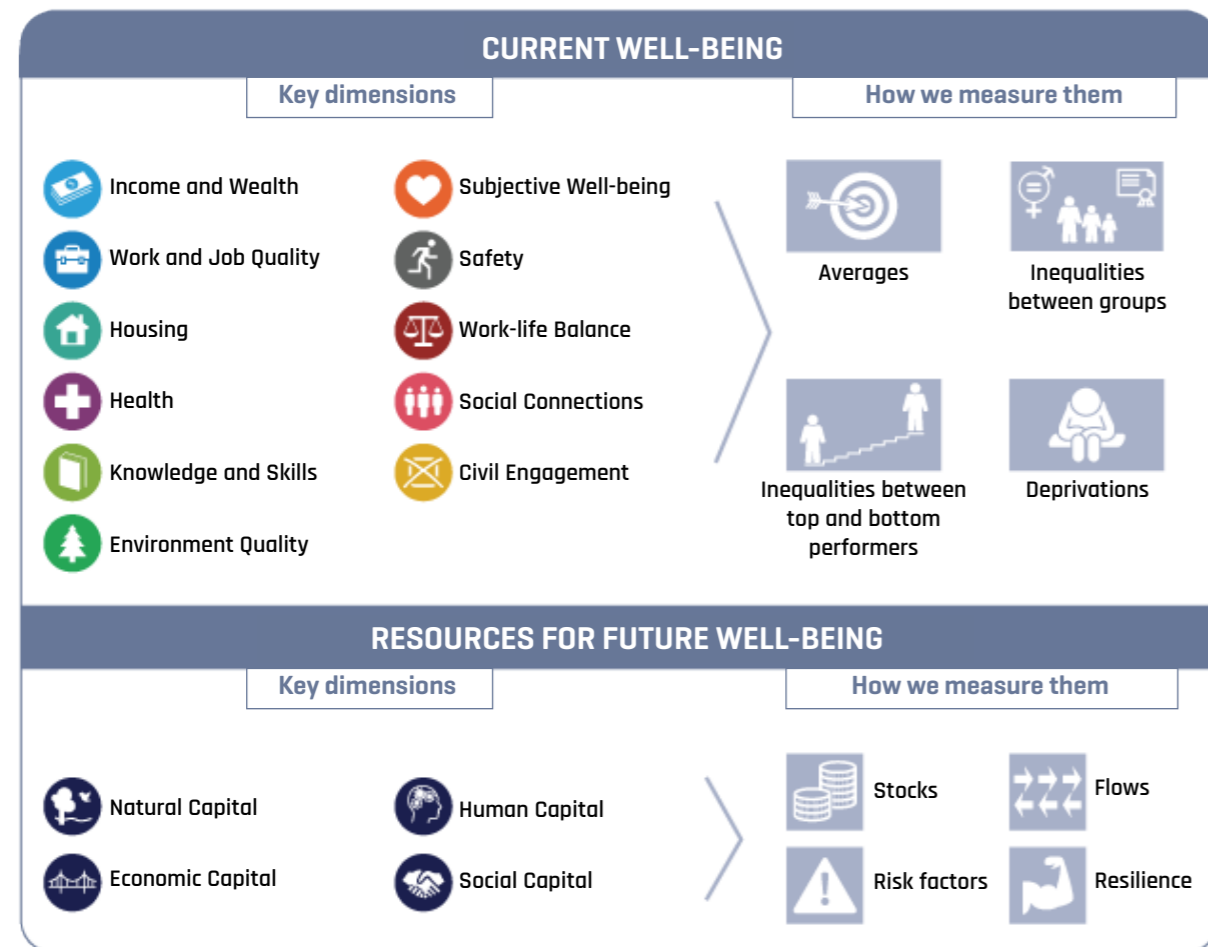 CURRENT WELL-BEING
Key dimensions
How we measure them
Income and Wealth
Work and Job Quality
Housing
Health
Knowledge and Skills
Environment Quality
Subjective Well-being
Safety
Work-life Balance
Social Connections
Civil Engagement
Averages
Inequalities
between groups
Inequalities between
top and bottom
performers
Deprivations
RESOURCES FOR FUTURE WELL-BEING
Key dimensions
How we measure them
Natural Capital
Economic Capital
Human Capital
Social Capital
Stocks
Flows
Risk factors
Resilience